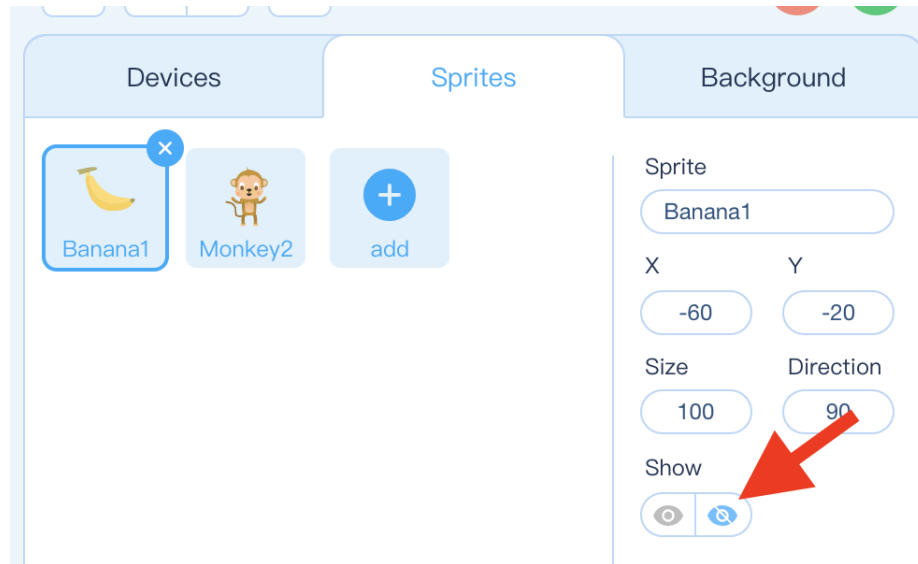 Devices
Sprites
Background
Banana1
Monkey2
add
Sprite
Banana1
X
Y
-60
-20
Size
Direction
100
90
Show